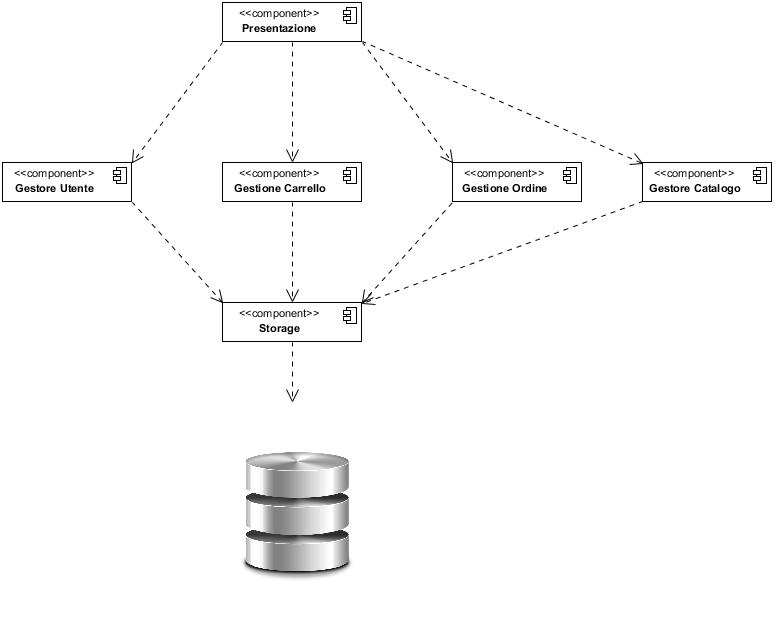 <<component>>
Presentazione
<<component>>
Gestore Utente
<<component>>
Gestione Carrello
<<component>>
Gestione Ordine
<<component>>
Gestore Catalogo
<<component>>
Storage